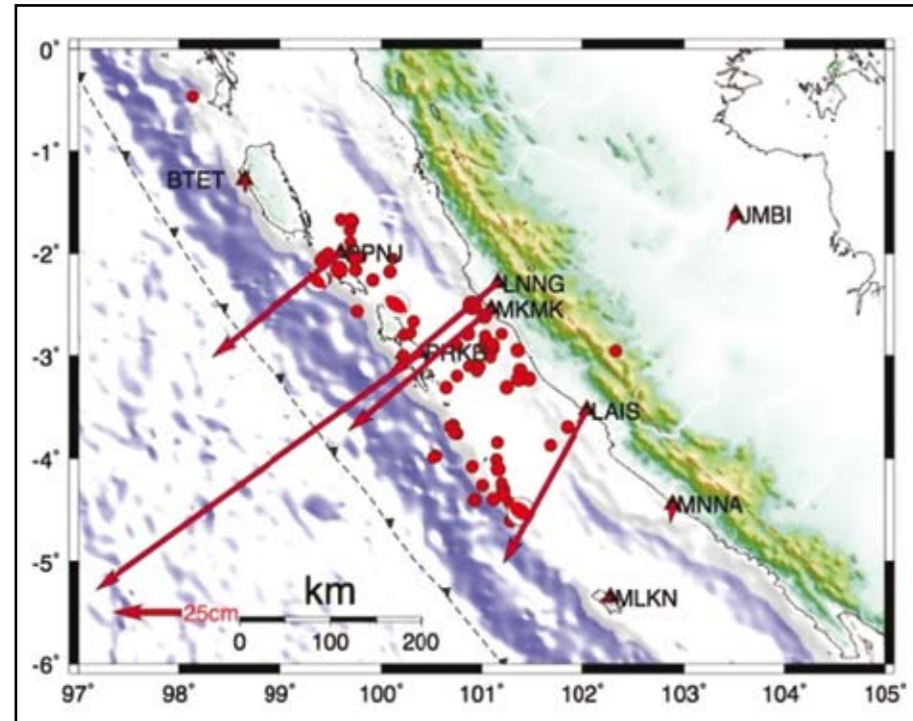 0°
-1°
BTET
JMBI
-2°
PPNJ
LNNG
MKMK
-3°
PRKB
LAIS
-4°
MNNA
-5°
km
MLKN
25cm
0 100 200
-6°
97° 98° 99° 100° 101° 102° 103° 104° 105°